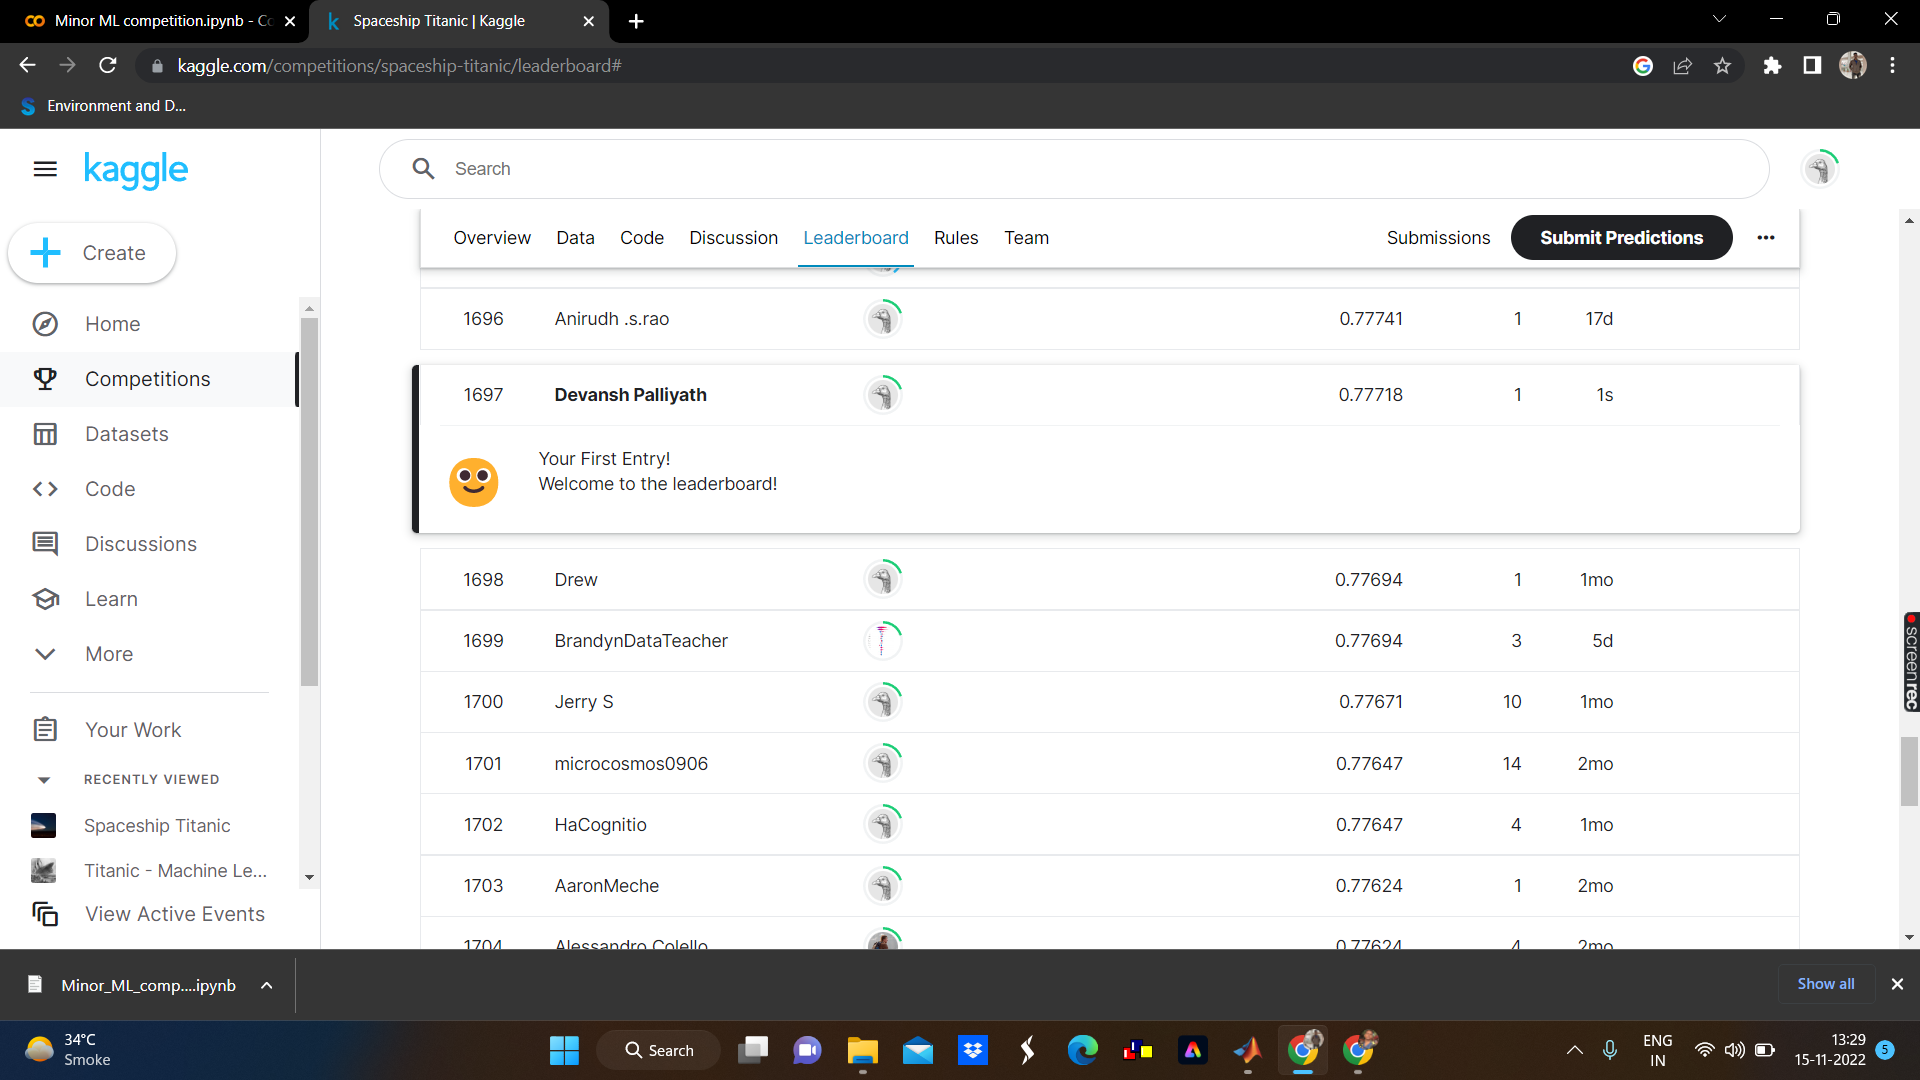 Minor ML competition.ipynb - Co
Spaceship Titanic | Kaggle
kaggle.com/competitions/spaceship-titanic/leaderboard#
Environment and D...
kaggle
Search
Create
Overview Data Code Discussion Leaderboard Rules Team Submissions Submit Predictions
Home
Competitions
Datasets
Code
Discussions
Learn
More
Your Work
RECENTLY VIEWED
Spaceship Titanic
Titanic - Machine Le...
View Active Events
1696 Anirudh .s.rao 0.77741 1 17d
1697 Devansh Palliyath 0.77718 1 1s
Your First Entry!
Welcome to the leaderboard!
1698 Drew 0.77694 1 1mo
1699 BrandynDataTeacher 0.77694 3 5d
1700 Jerry S 0.77671 10 1mo
1701 microcosmos0906 0.77647 14 2mo
1702 HaCognitio 0.77647 4 1mo
1703 AaronMeche 0.77624 1 2mo
1704 Alessandro Colello 0.77624 4 2mo
screenrec
Minor_ML_comp....ipynb
Show all
34°C
Smoke
Search
ENG
IN
13:29
15-11-2022
5